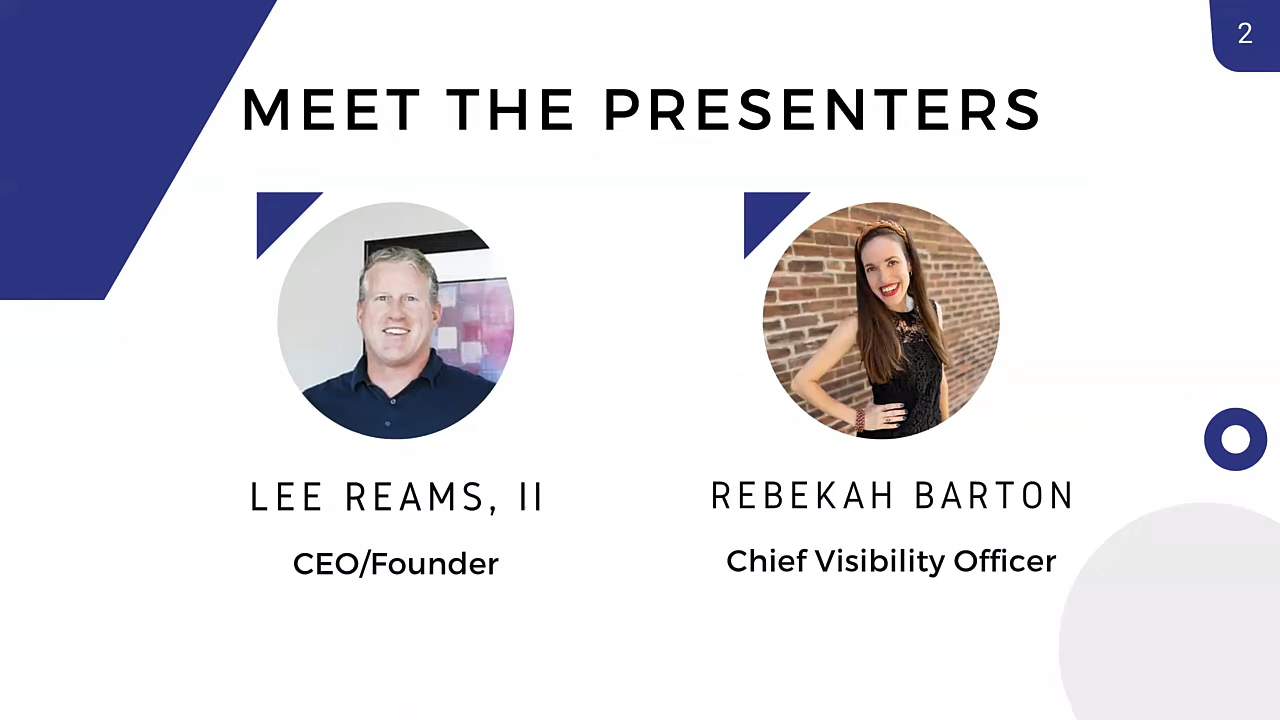 2
MEET THE PRESENTERS
LEE REAMS, II
CEO/Founder
REBEKAH BARTON
Chief Visibility Officer